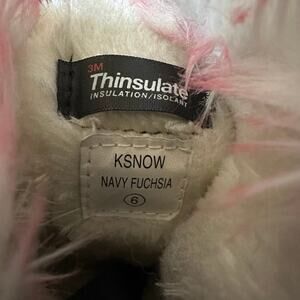 3M
Thinsulate
INSULATION/ISOLANT
KSNOW
NAVY FUCHSIA
6